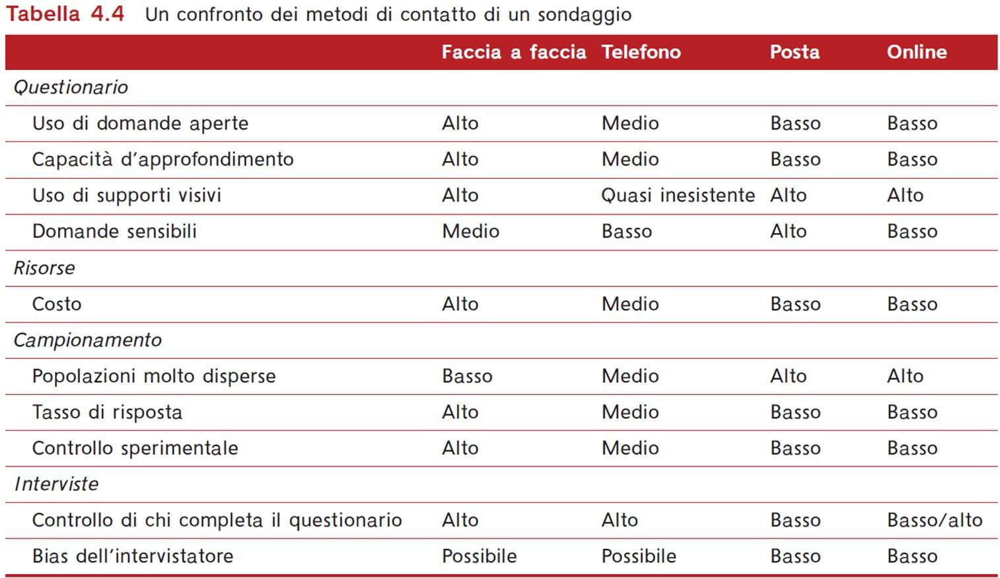 Tabella 4.4 Un confronto dei metodi di contatto di un sondaggio
Faccia a faccia Telefono Posta Online
Questionario
Uso di domande aperte Alto Medio Basso Basso
Capacità d'approfondimento Alto Medio Basso Basso
Uso di supporti visivi Alto Quasi inesistente Alto Alto
Domande sensibili Medio Basso Alto Basso
Risorse
Costo Alto Medio Basso Basso
Campionamento
Popolazioni molto disperse Basso Medio Alto Alto
Tasso di risposta Alto Medio Basso Basso
Controllo sperimentale Alto Medio Basso Basso
Interviste
Controllo di chi completa il questionario Alto Alto Basso Basso/alto
Bias dell'intervistatore Possibile Possibile Basso Basso